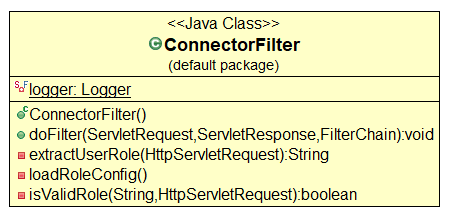 <<Java Class>>
ConnectorFilter
(default package)
logger: Logger
ConnectorFilter()
doFilter(ServletRequest,ServletResponse,FilterChain):void
extractUserRole(HttpServletRequest):String
loadRoleConfig()
isValidRole(String,HttpServletRequest):boolean